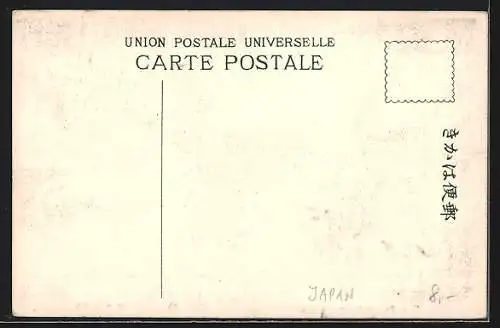 UNION POSTALE UNIVERSELLE
CARTE POSTALE
きかは便郵
JAPAN
8,-